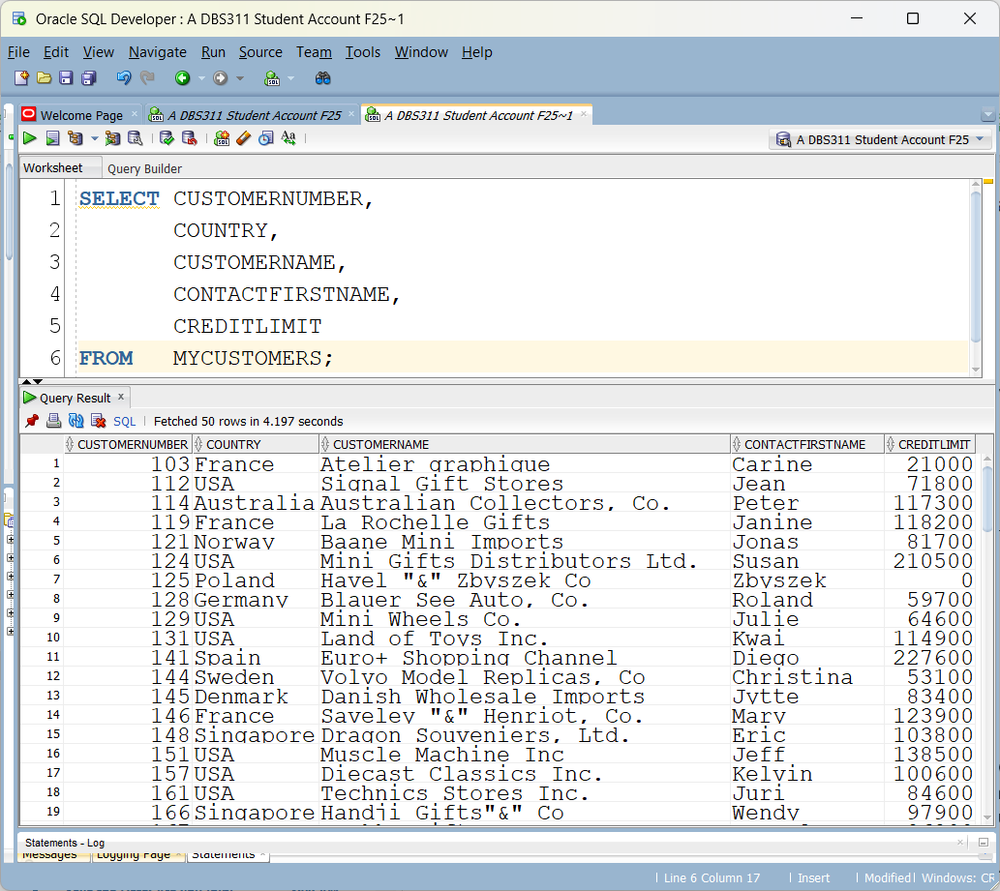 Oracle SQL Developer : A DBS311 Student Account F25~1
File Edit View Navigate Run Source Team Tools Window Help
Welcome Page A DBS311 Student Account F25 A DBS311 Student Account F25~1
A DBS311 Student Account F25
Worksheet Query Builder
1 SELECT CUSTOMERNUMBER,
2 COUNTRY,
3 CUSTOMERNAME,
4 CONTACTFIRSTNAME,
5 CREDITLIMIT
6 FROM MYCUSTOMERS;
Query Result
SQL | Fetched 50 rows in 4.197 seconds
CUSTOMERNUMBER COUNTRY CUSTOMERNAME CONTACTFIRSTNAME CREDITLIMIT
1 103 France Atelier graphique Carine 21000
2 112 USA Signal Gift Stores Jean 71800
3 114 Australia Australian Collectors, Co. Peter 117300
4 119 France La Rochelle Gifts Janine 118200
5 121 Norway Baane Mini Imports Jonas 81700
6 124 USA Mini Gifts Distributors Ltd. Susan 210500
7 125 Poland Havel "&" Zbyszek Co Zbyszek 0
8 128 Germany Blauer See Auto, Co. Roland 59700
9 129 USA Mini Wheels Co. Julie 64600
10 131 USA Land of Toys Inc. Kwai 114900
11 141 Spain Euro+ Shopping Channel Diego 227600
12 144 Sweden Volvo Model Replicas, Co Christina 53100
13 145 Denmark Danish Wholesale Imports Jytte 83400
14 146 France Saveley "&" Henriot, Co. Mary 123900
15 148 Singapore Dragon Souveniers, Ltd. Eric 103800
16 151 USA Muscle Machine Inc Jeff 138500
17 157 USA Diecast Classics Inc. Kelvin 100600
18 161 USA Technics Stores Inc. Juri 84600
19 166 Singapore Handji Gifts"&" Co Wendy 97900
Statements - Log
Messages Logging Page Statements
| Line 6 Column 17 | Insert | Modified | Windows: CR